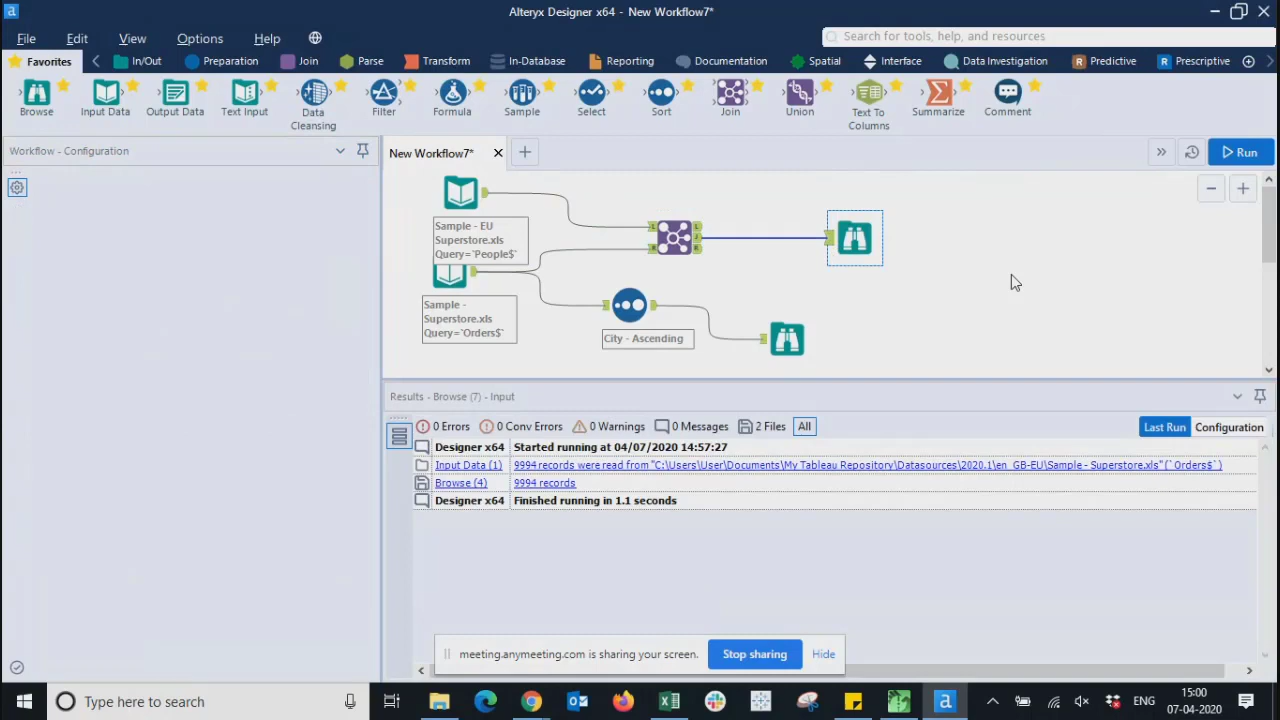 Alteryx Designer x64 - New Workflow7*
File Edit View Options Help
Search for tools, help, and resources
Favorites In/Out Preparation Join Parse Transform In-Database Reporting Documentation Spatial Interface Data Investigation Predictive Prescriptive
Browse Input Data Output Data Text Input Data Cleansing Filter Formula Sample Select Sort Join Union Text To Columns Summarize Comment
Workflow - Configuration
New Workflow7*
Run
Sample - EU
Superstore.xls
Query=`People$`
L
R
L
J
R
Sample -
Superstore.xls
Query=`Orders$`
City - Ascending
Results - Browse (7) - Input
0 Errors 0 Conv Errors 0 Warnings 0 Messages 2 Files All
Last Run Configuration
Designer x64 Started running at 04/07/2020 14:57:27
Input Data (1) 9994 records were read from "C:\Users\User\Documents\My Tableau Repository\Datasources\2020.1\en_GB-EU\Sample - Superstore.xls" (`Orders$`)
Browse (4) 9994 records
Designer x64 Finished running in 1.1 seconds
meeting.anymeeting.com is sharing your screen. Stop sharing Hide
Type here to search
ENG
15:00
07-04-2020